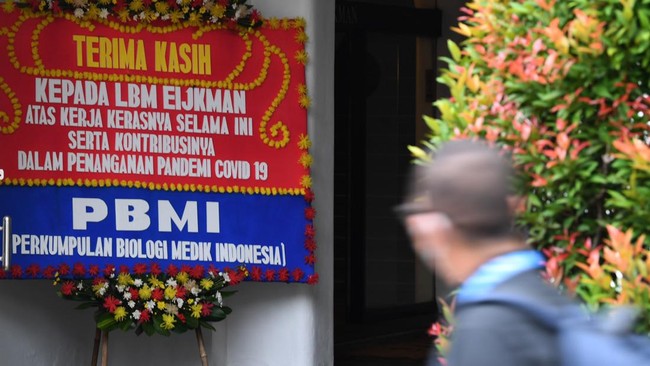 TERIMA KASIH
KEPADA LBM EIJKMAN
ATAS KERJA KERASNYA SELAMA INI
SERTA KONTRIBUSINYA
DALAM PENANGANAN PANDEMI COVID 19
PBMI
PERKUMPULAN BIOLOGI MEDIK INDONESIA)